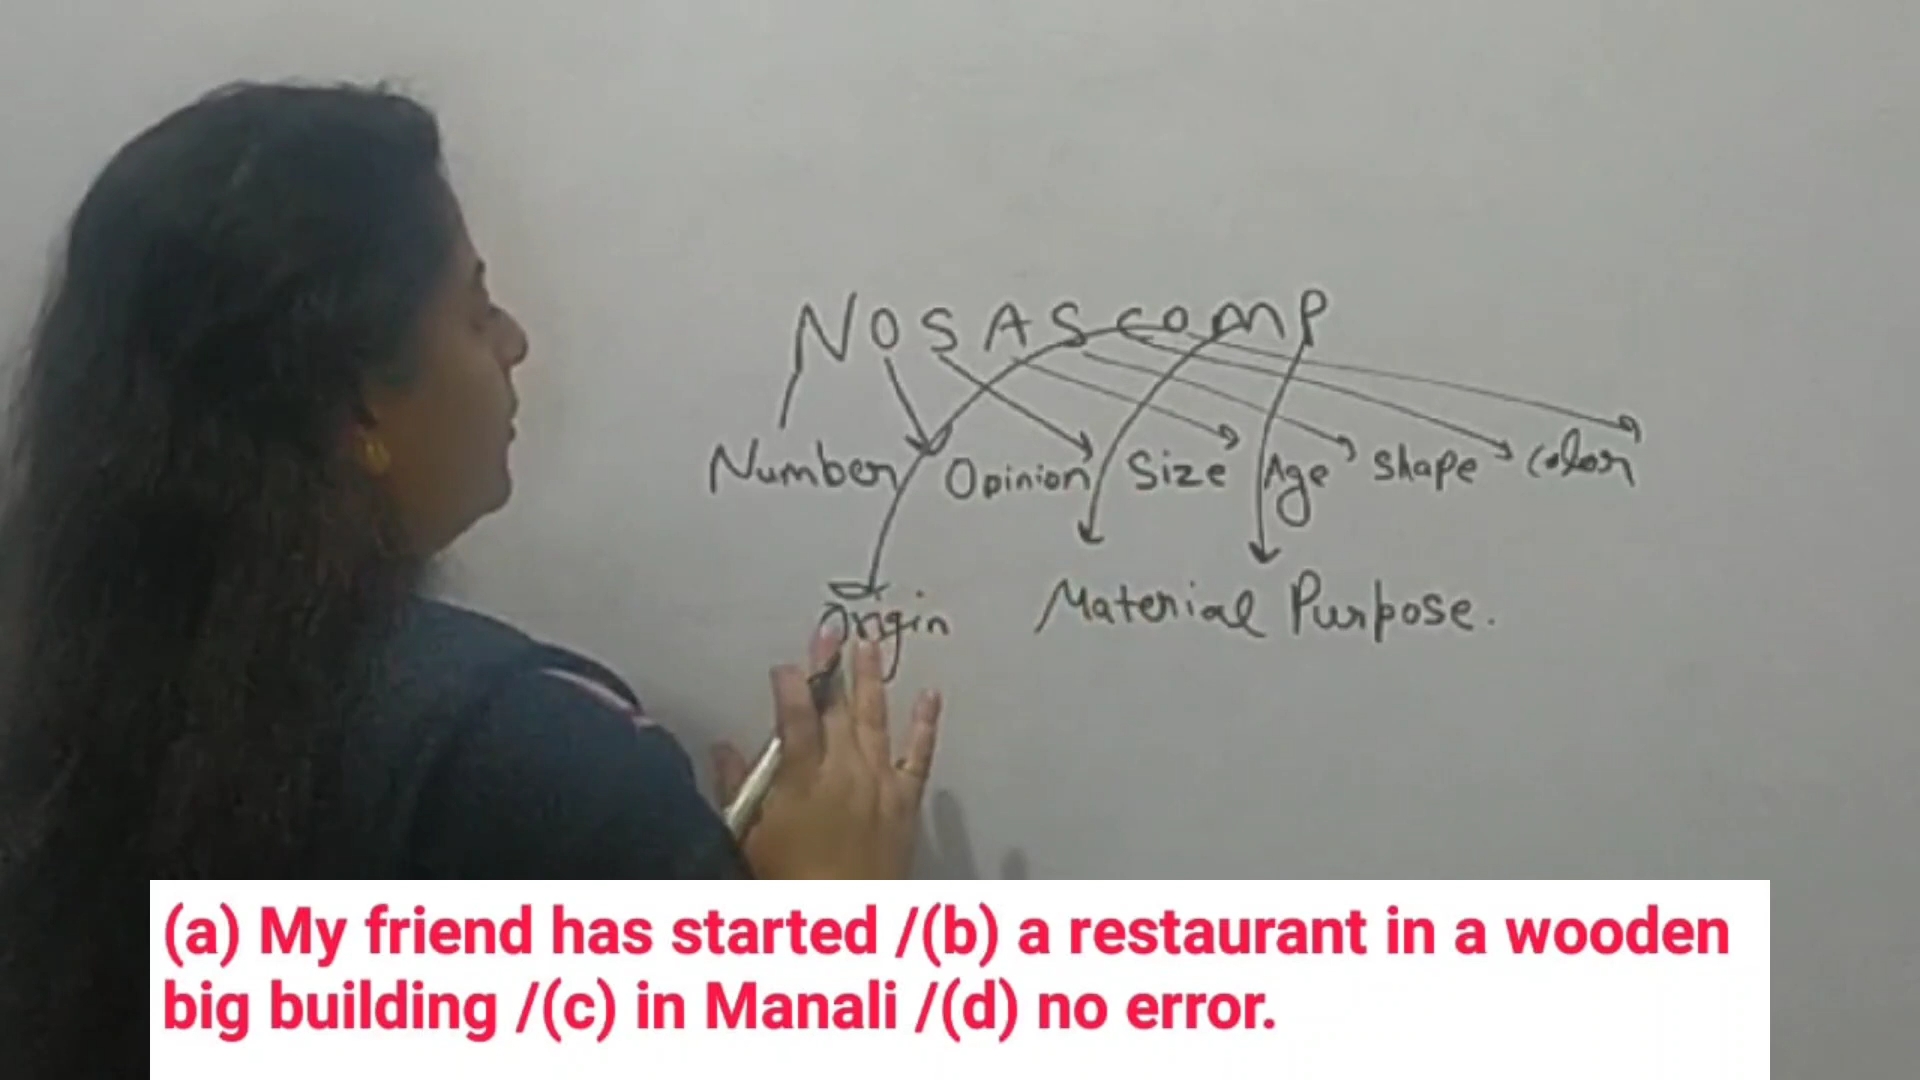 NOSASCOMP
Number Opinion Size Age Shape Color
Origin Material Purpose.
(a) My friend has started /(b) a restaurant in a wooden
big building /(c) in Manali /(d) no error.